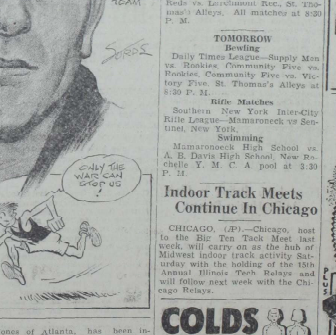 TEAM
Reds vs. Larchmont Rec., St. Tho-
mas's Alleys. All matches at 8:30
P. M.
TOMORROW
Bowling
Daily Times League—Supply Men
vs. Rookies, Community Five vs.
Rookies, Community Five vs. Vic-
tory Five, St. Thomas's Alleys at
8:30 P. M.
Rifle Matches
Southern New York Inter-City
Rifle League—Mamaroneck vs Sen-
tinel, New York.
Swimming
Mamaroneck High School vs.
A. B. Davis High School, New Ro-
chelle Y. M. C. A. pool at 3:30
P. M.
ONLY THE
WAR CAN
STOP US!
Indoor Track Meets
Continue In Chicago
CHICAGO, (AP).—Chicago, host
to the Big Ten Tack Meet last
week, will carry on as the hub of
Midwest indoor track activity Sat-
urday with the holding of the 15th
Annual Illinois Tech Relays and
will follow next week with the Chi-
cago Relays.
COLDS
ones of Atlanta, has been in-